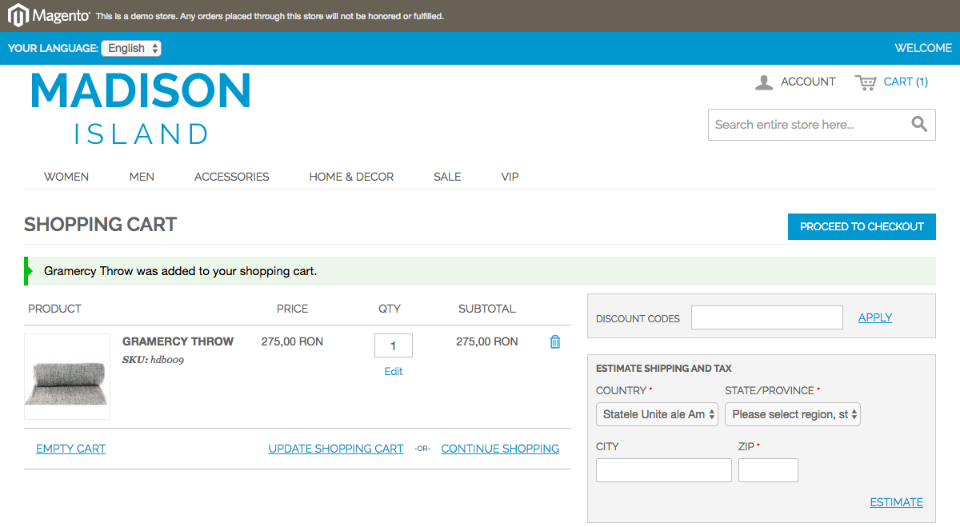 Magento This is a demo store. Any orders placed through this store will not be honored or fulfilled.
YOUR LANGUAGE: English WELCOME
MADISON
ISLAND
ACCOUNT CART (1)
Search entire store here...
WOMEN MEN ACCESSORIES HOME & DECOR SALE VIP
SHOPPING CART PROCEED TO CHECKOUT
Gramercy Throw was added to your shopping cart.
PRODUCT PRICE QTY SUBTOTAL
GRAMERCY THROW 275,00 RON 1 275,00 RON
SKU: hdb009
Edit
EMPTY CART UPDATE SHOPPING CART -OR- CONTINUE SHOPPING
DISCOUNT CODES APPLY
ESTIMATE SHIPPING AND TAX
COUNTRY * STATE/PROVINCE *
Statele Unite ale Am Please select region, st
CITY ZIP *
ESTIMATE